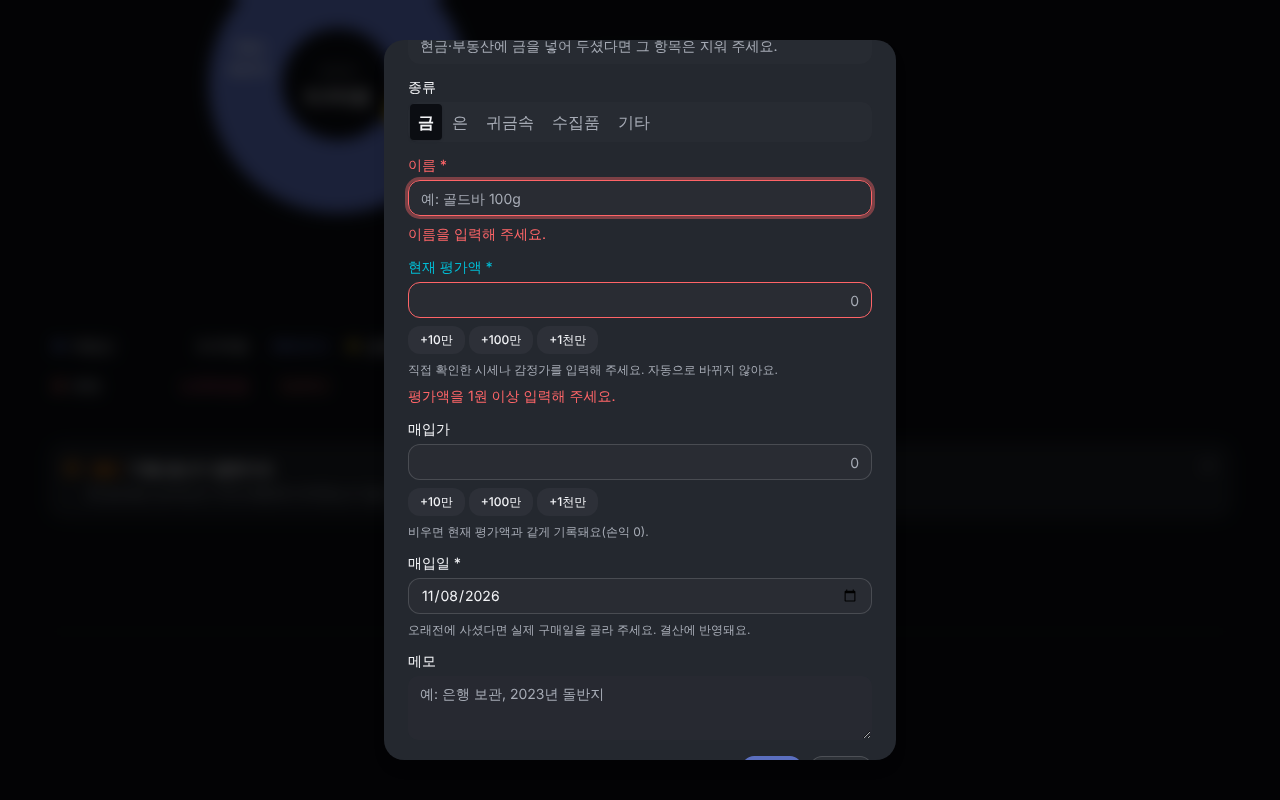 현금·부동산에 금을 넣어 두셨다면 그 항목은 지워 주세요.
종류
금 은 귀금속 수집품 기타
이름 *
예: 골드바 100g
이름을 입력해 주세요.
현재 평가액 *
0
+10만 +100만 +1천만
직접 확인한 시세나 감정가를 입력해 주세요. 자동으로 바뀌지 않아요.
평가액을 1원 이상 입력해 주세요.
매입가
0
+10만 +100만 +1천만
비우면 현재 평가액과 같게 기록돼요(손익 0).
매입일 *
11/08/2026
오래전에 사셨다면 실제 구매일을 골라 주세요. 결산에 반영돼요.
메모
예: 은행 보관, 2023년 돌반지